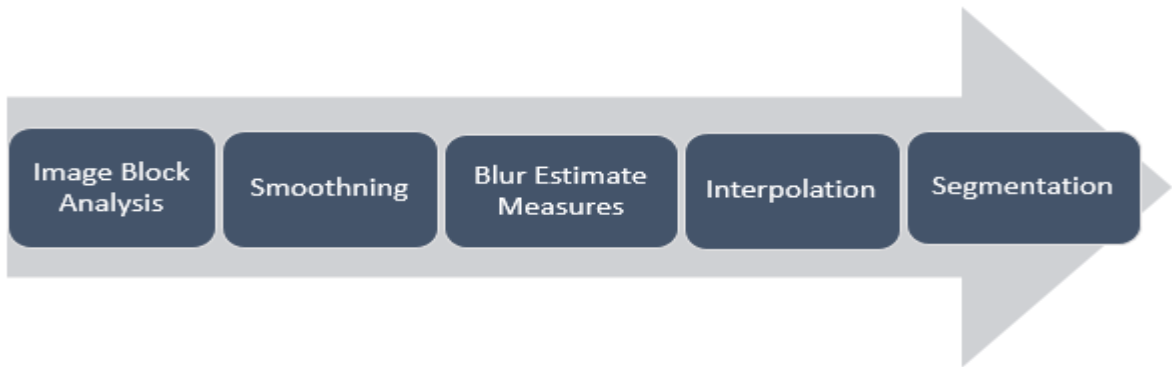 Image Block
Analysis
Smoothning
Blur Estimate
Measures
Interpolation
Segmentation